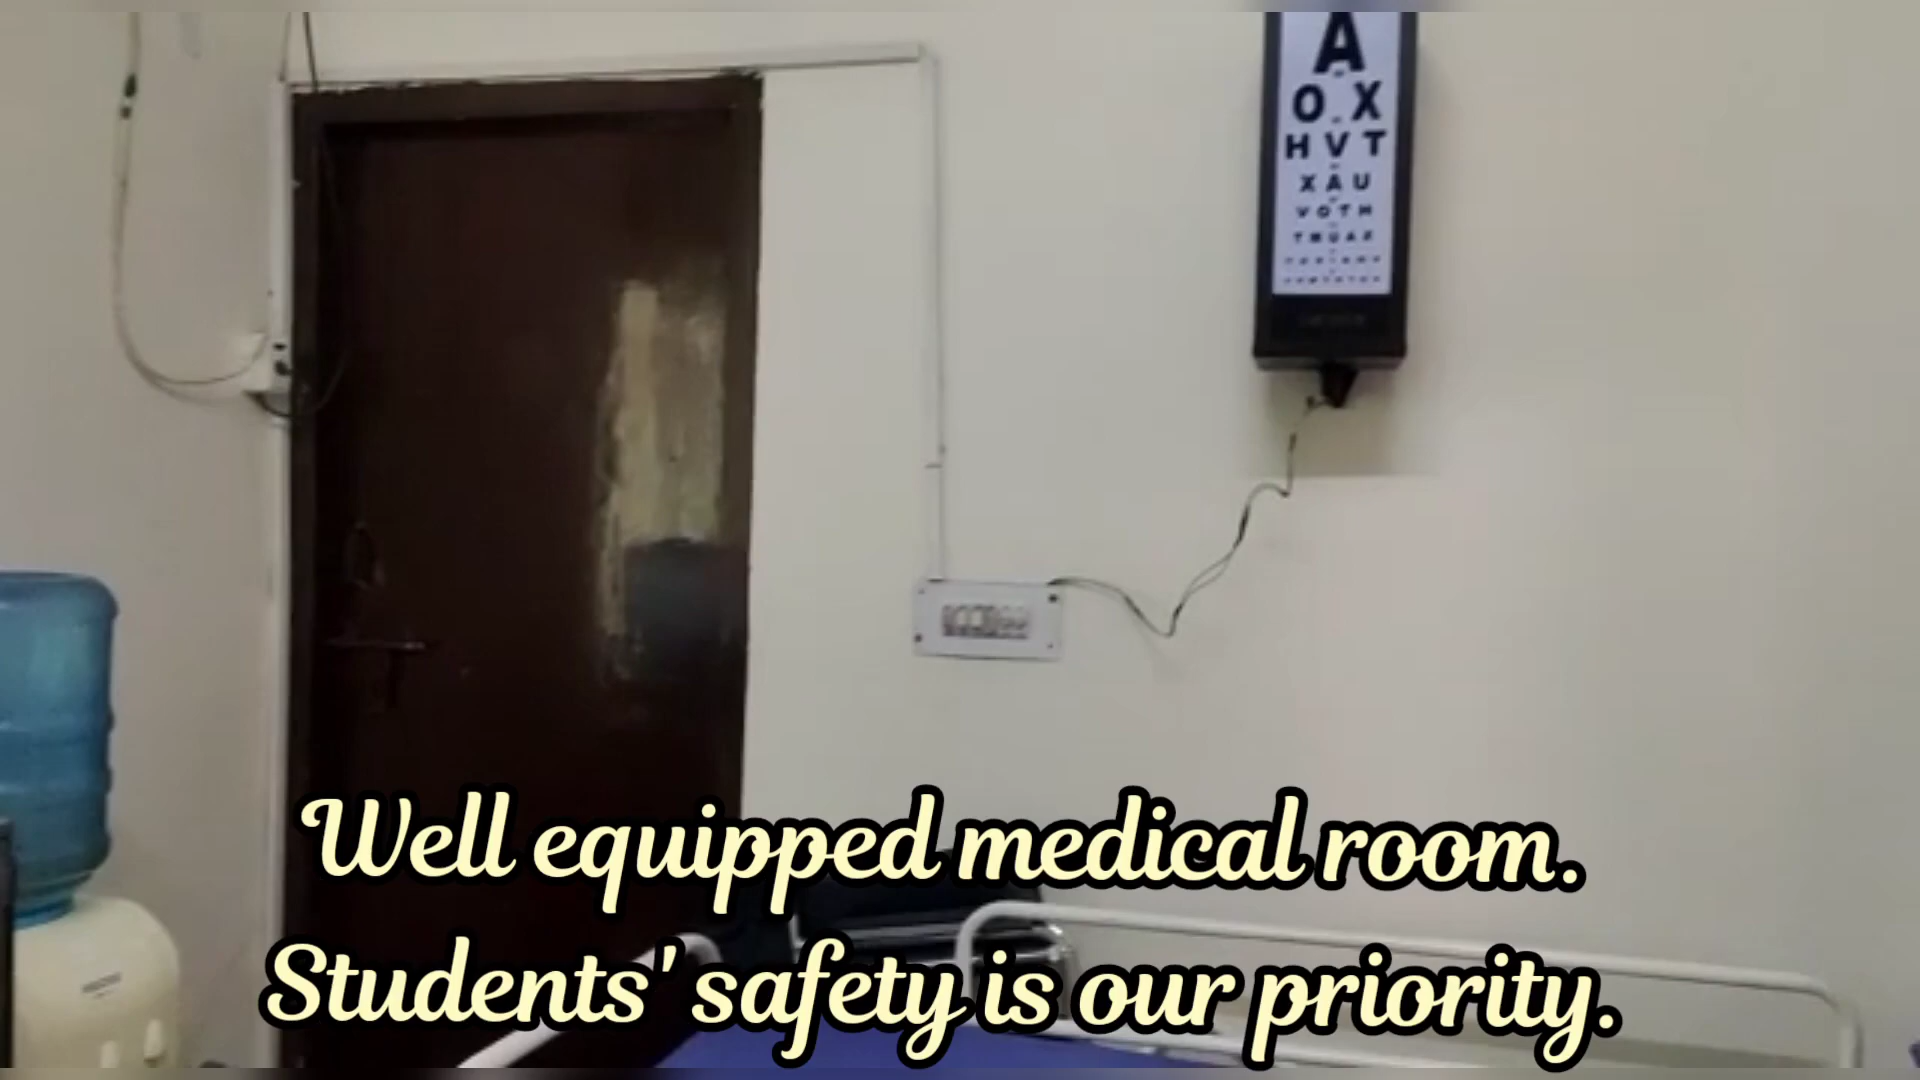 A
O X
H V T
X A U
V O T H
Well equipped medical room.
Students' safety is our priority.